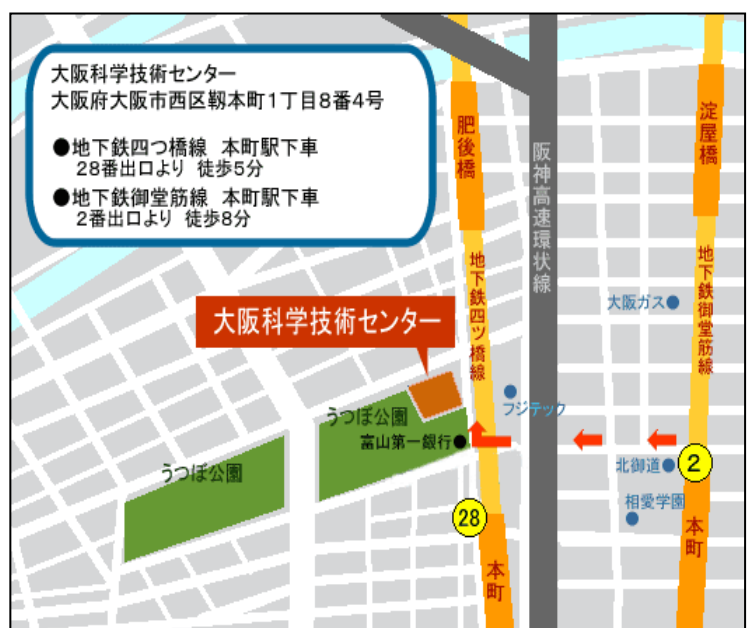 大阪科学技術センター
大阪府大阪市西区靱本町1丁目8番4号
●地下鉄四つ橋線 本町駅下車
28番出口より 徒歩5分
●地下鉄御堂筋線 本町駅下車
2番出口より 徒歩8分
肥後橋
淀屋橋
阪神高速環状線
地下鉄四ツ橋線
地下鉄御堂筋線
大阪ガス
大阪科学技術センター
フジテック
うつぼ公園
富山第一銀行
うつぼ公園
北御道
2
相愛学園
28
本町
本町